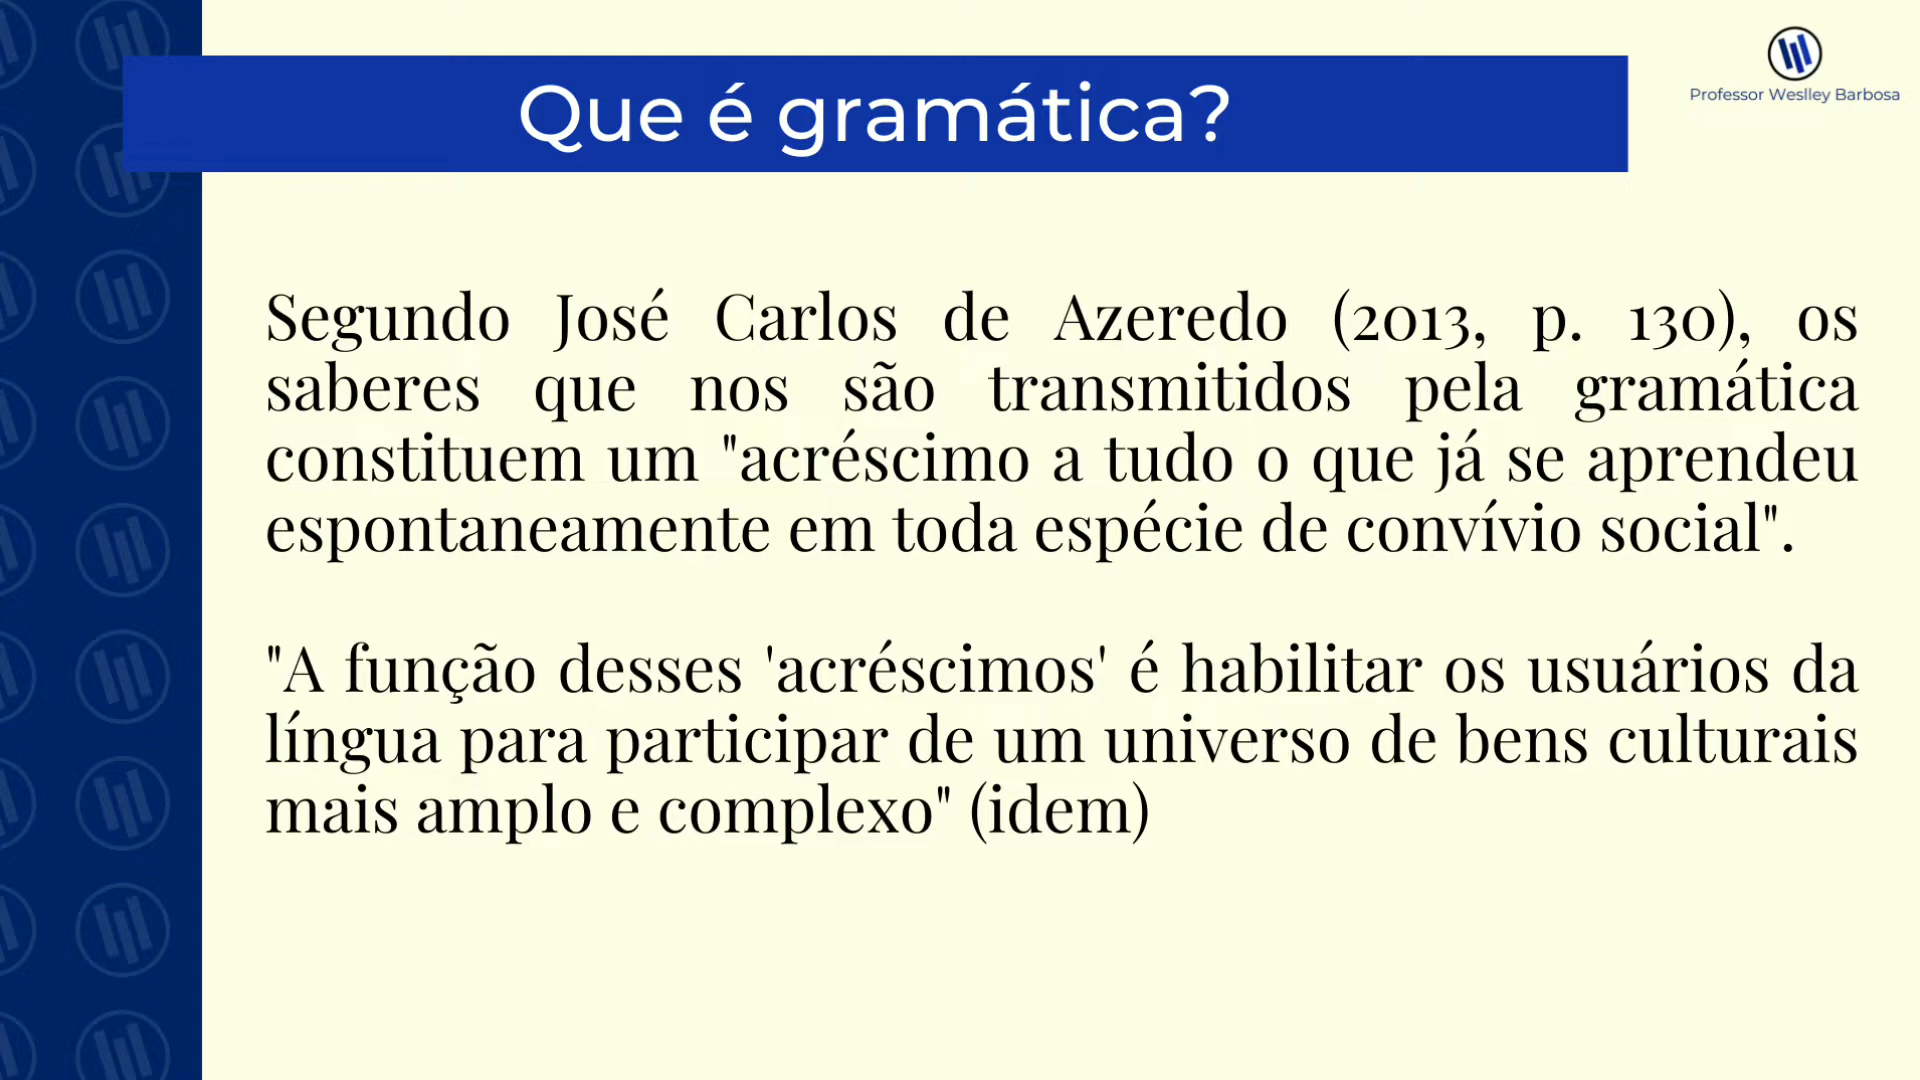 Que é gramática?
Professor Weslley Barbosa
Segundo José Carlos de Azeredo (2013, p. 130), os
saberes que nos são transmitidos pela gramática
constituem um "acréscimo a tudo o que já se aprendeu
espontaneamente em toda espécie de convívio social".
"A função desses 'acréscimos' é habilitar os usuários da
língua para participar de um universo de bens culturais
mais amplo e complexo" (idem)